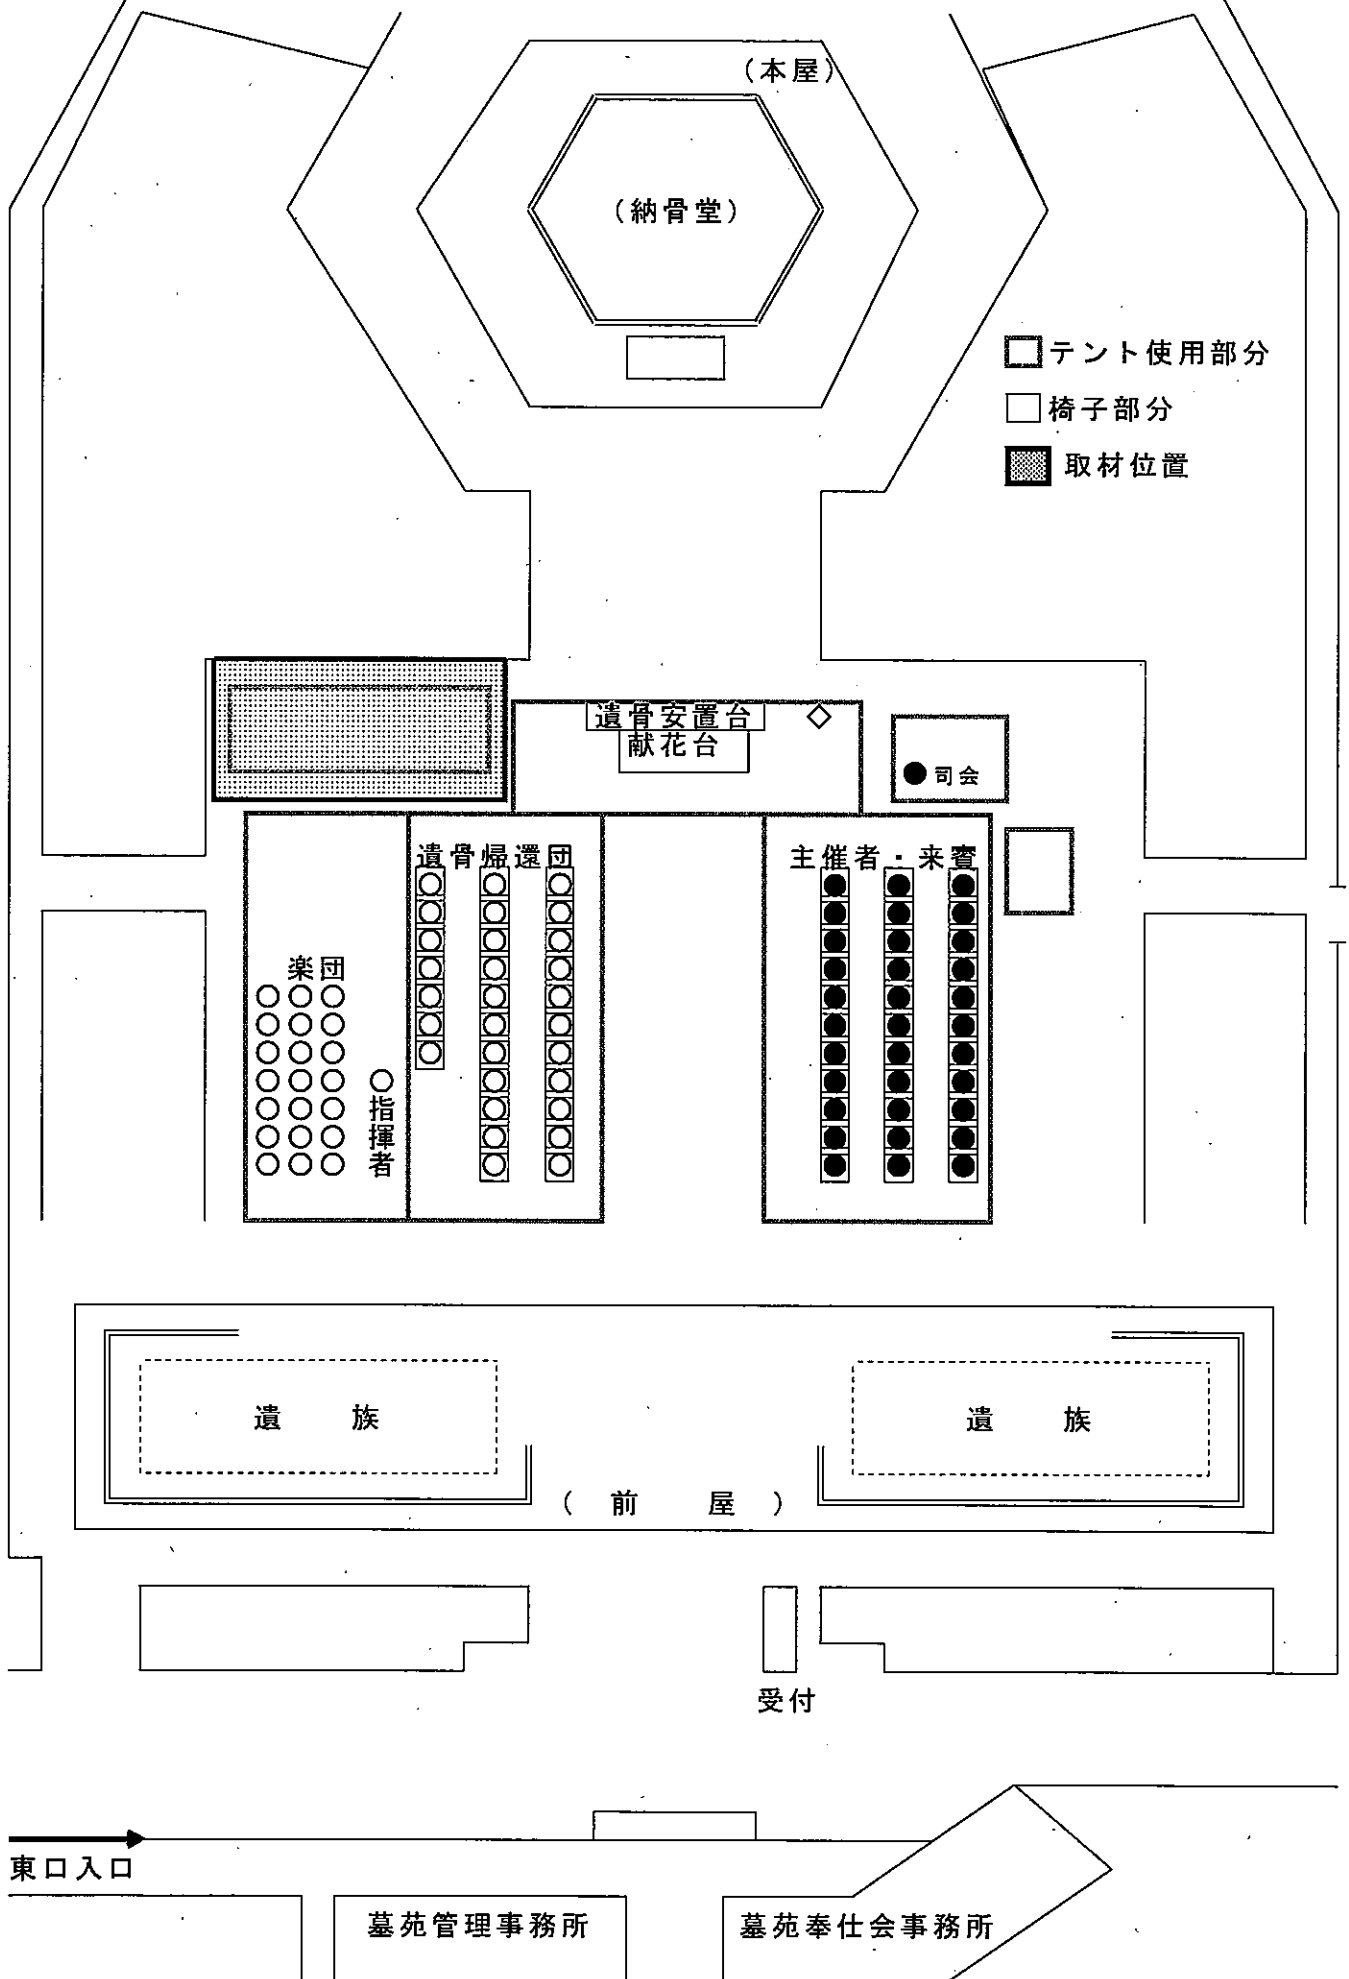 （本屋）
（納骨堂）
テント使用部分
椅子部分
取材位置
遺骨安置台
献花台
司会
遺骨帰還団
主催者・来賓
楽団
指揮者
遺　族
遺　族
（前　屋）
受付
東口入口
墓苑管理事務所
墓苑奉仕会事務所